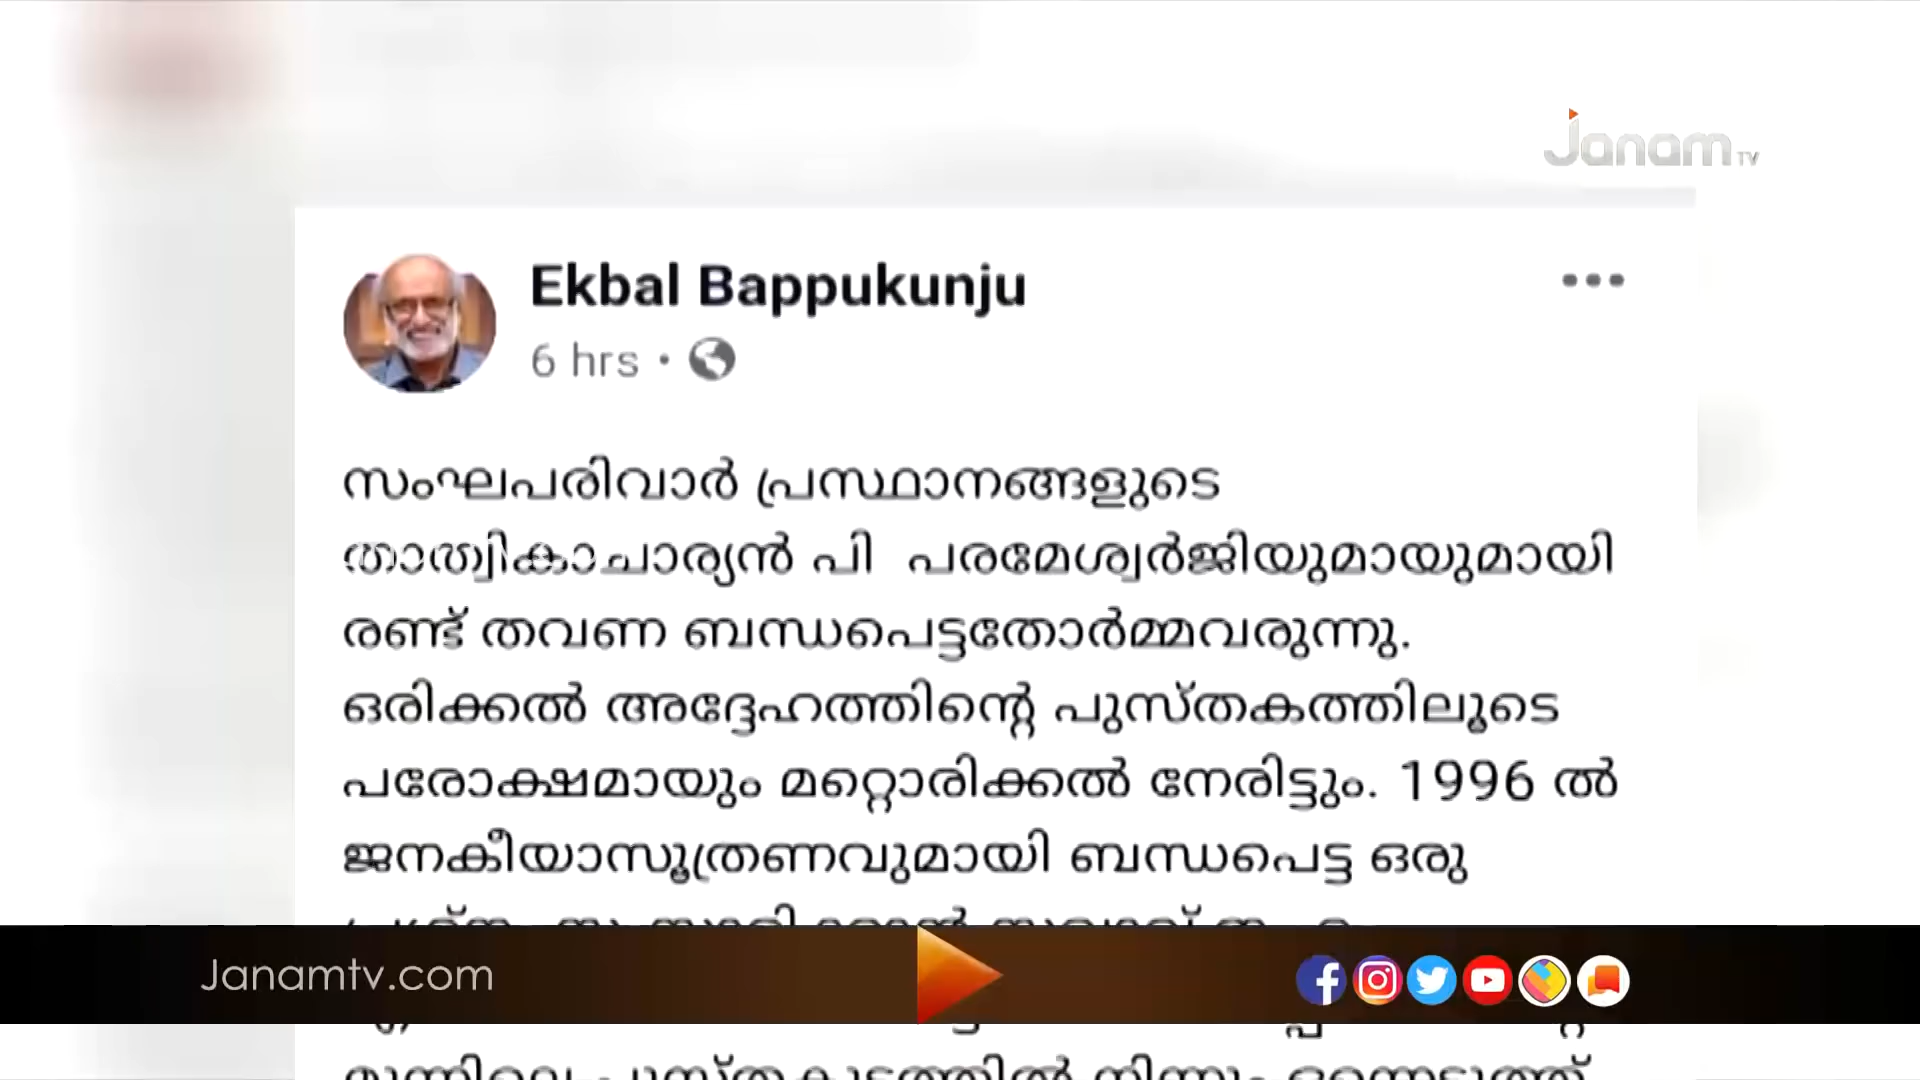 Janam TV
Ekbal Bappukunju
6 hrs
സംഘപരിവാർ പ്രസ്ഥാനങ്ങളുടെ
താത്വികാചാര്യൻ പി പരമേശ്വർജിയുമായുമായി
രണ്ട് തവണ ബന്ധപെട്ടതോർമ്മവരുന്നു.
ഒരിക്കൽ അദ്ദേഹത്തിന്റെ പുസ്തകത്തിലൂടെ
പരോക്ഷമായും മറ്റൊരിക്കൽ നേരിട്ടും. 1996 ൽ
ജനകീയാസൂത്രണവുമായി ബന്ധപെട്ട ഒരു
Janamtv.com